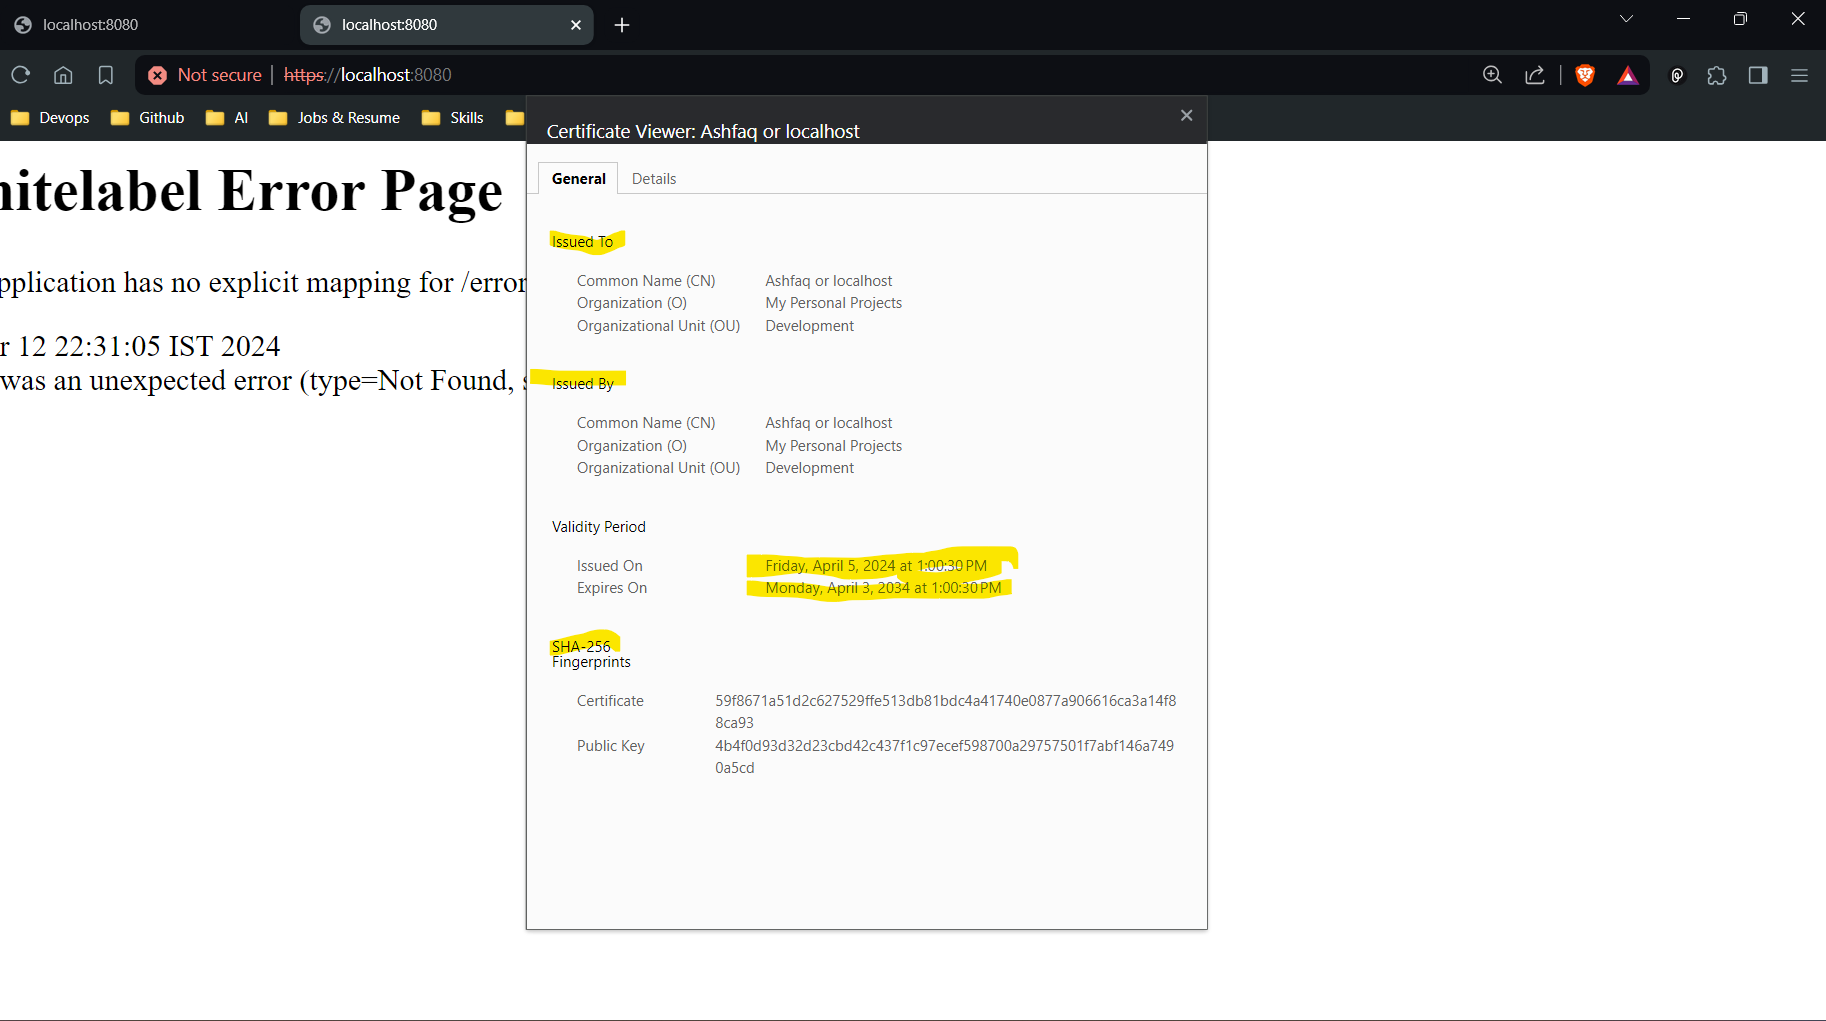 localhost:8080
localhost:8080
Not secure https://localhost:8080
Devops Github AI Jobs & Resume Skills
Certificate Viewer: Ashfaq or localhost
General Details
hitelabel Error Page
pplication has no explicit mapping for /error
r 12 22:31:05 IST 2024
was an unexpected error (type=Not Found, s
Issued To
Common Name (CN) Ashfaq or localhost
Organization (O) My Personal Projects
Organizational Unit (OU) Development
Issued By
Common Name (CN) Ashfaq or localhost
Organization (O) My Personal Projects
Organizational Unit (OU) Development
Validity Period
Issued On Friday, April 5, 2024 at 1:00:30 PM
Expires On Monday, April 3, 2034 at 1:00:30 PM
SHA-256
Fingerprints
Certificate 59f8671a51d2c627529ffe513db81bdc4a41740e0877a906616ca3a14f8
8ca93
Public Key 4b4f0d93d32d23cbd42c437f1c97ecef598700a29757501f7abf146a749
0a5cd